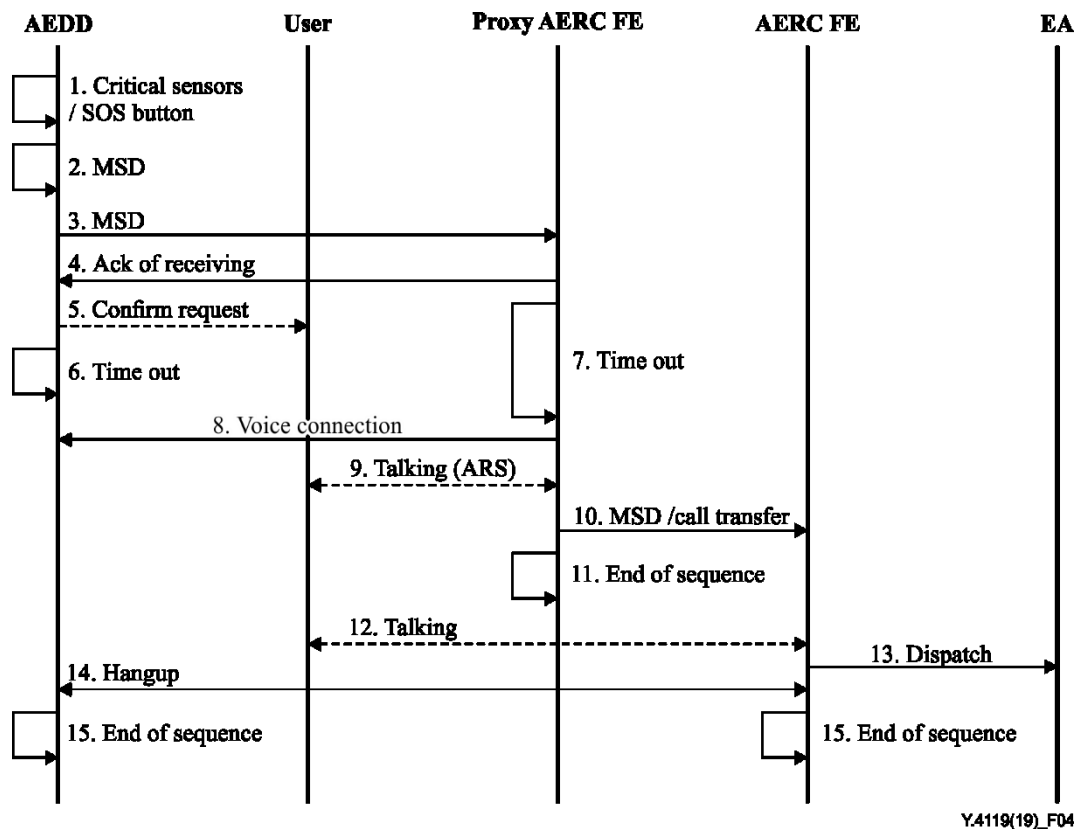 AEDD User Proxy AERC FE AERC FE EA
1. Critical sensors
/ SOS button
2. MSD
3. MSD
4. Ack of receiving
5. Confirm request
6. Time out
7. Time out
8. Voice connection
9. Talking (ARS)
10. MSD /call transfer
11. End of sequence
12. Talking
13. Dispatch
14. Hangup
15. End of sequence 15. End of sequence
Y.4119(19)_F04